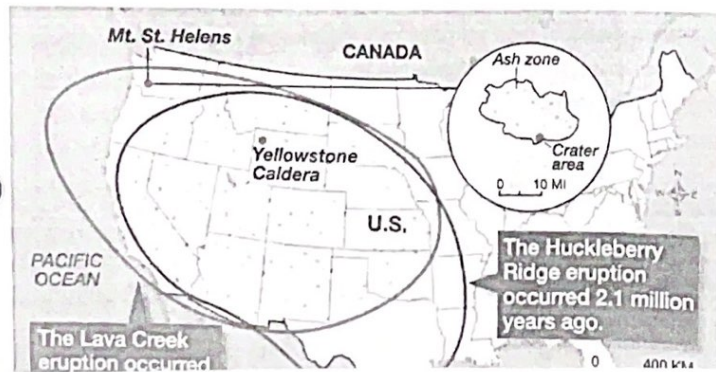 Mt. St. Helens
CANADA
Ash zone
Crater
area
0 10 MI
Yellowstone
Caldera
U.S.
W E
PACIFIC
OCEAN
The Huckleberry
Ridge eruption
occurred 2.1 million
years ago.
The Lava Creek
eruption occurred
0 400 KM